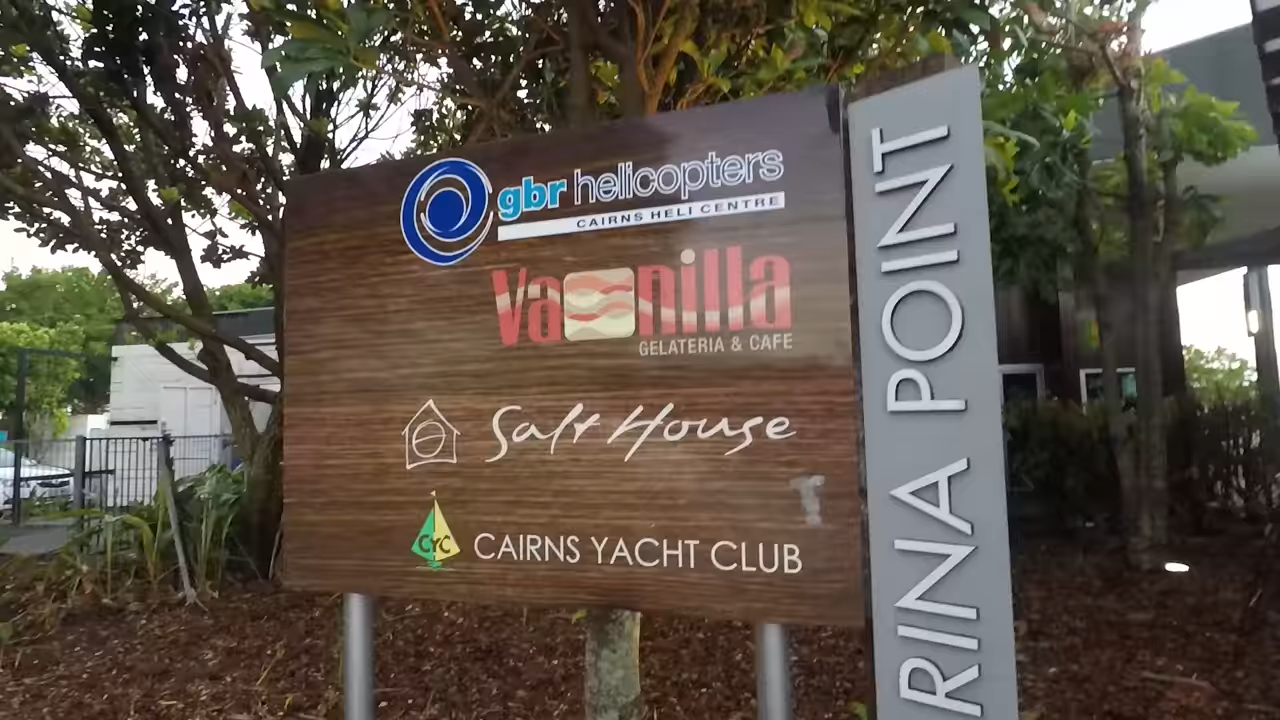 gbr helicopters
CAIRNS HELI CENTRE
Vanilla
GELATERIA & CAFE
Salt House
CYC
CAIRNS YACHT CLUB
RINA POINT